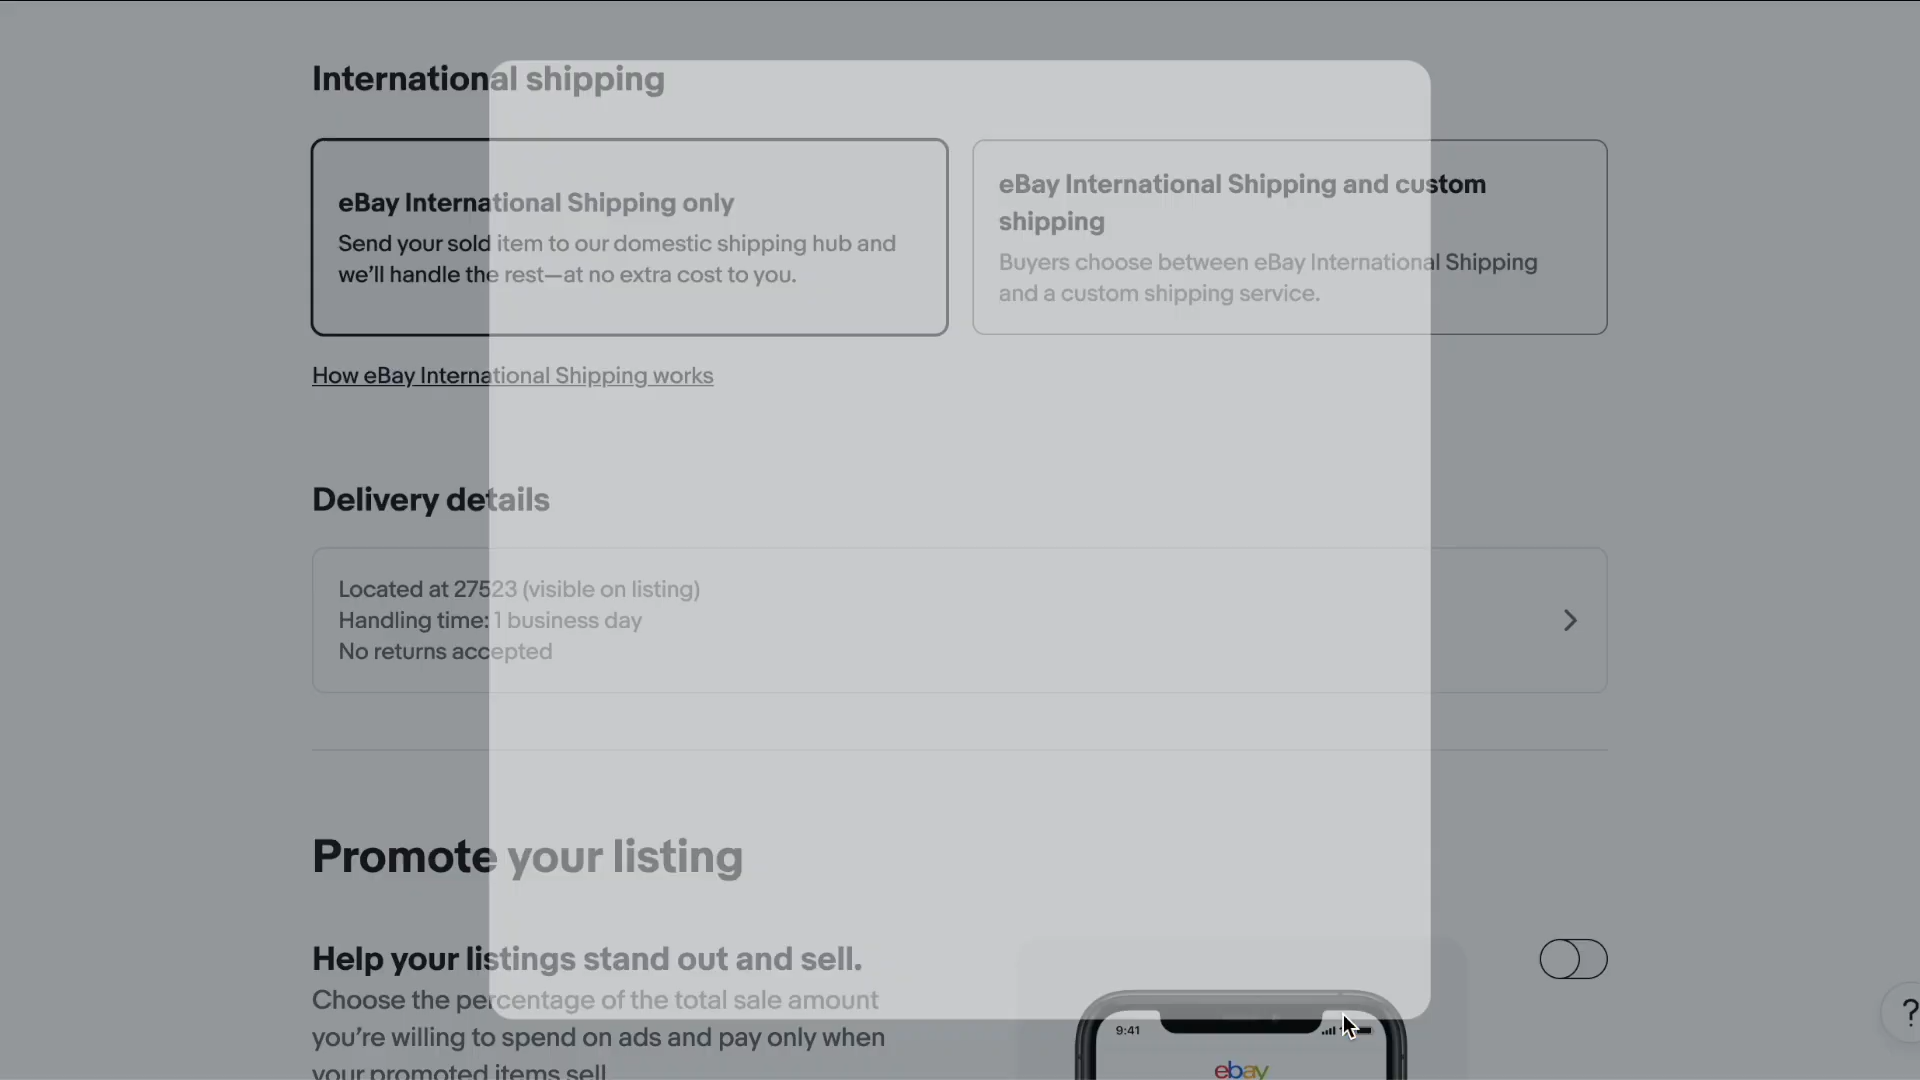 International shipping
eBay International Shipping only
Send your sold item to our domestic shipping hub and
we’ll handle the rest—at no extra cost to you.
eBay International Shipping and custom
shipping
Buyers choose between eBay International Shipping
and a custom shipping service.
How eBay International Shipping works
Delivery details
Located at 27523 (visible on listing)
Handling time: 1 business day
No returns accepted
Promote your listing
Help your listings stand out and sell.
Choose the percentage of the total sale amount
you’re willing to spend on ads and pay only when
your promoted items sell
9:41
ebay
?